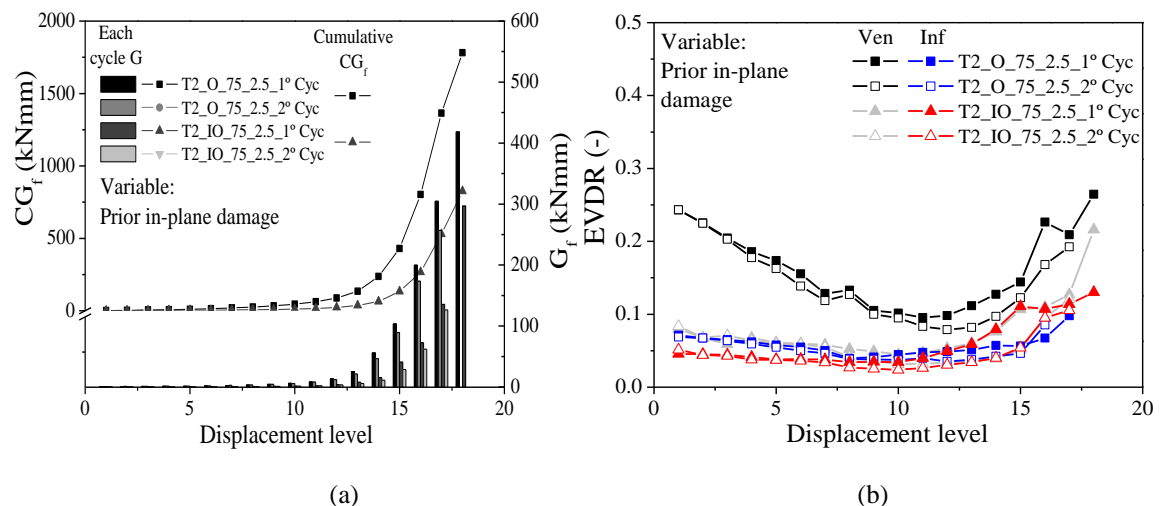 CG_f (kNmm)
2000
1500
1000
500
0
Each
cycle G
Cumulative
CG_f
T2_O_75_2.5_1º Cyc
T2_O_75_2.5_2º Cyc
T2_IO_75_2.5_1º Cyc
T2_IO_75_2.5_2º Cyc
Variable:
Prior in-plane damage
600
500
400
300
200
100
0
G_f (kNmm)
0 5 10 15 20
Displacement level
(a)
EVDR (-)
0.5
0.4
0.3
0.2
0.1
0.0
Variable:
Prior in-plane
damage
Ven Inf
T2_O_75_2.5_1º Cyc
T2_O_75_2.5_2º Cyc
T2_IO_75_2.5_1º Cyc
T2_IO_75_2.5_2º Cyc
0 5 10 15 20
Displacement level
(b)